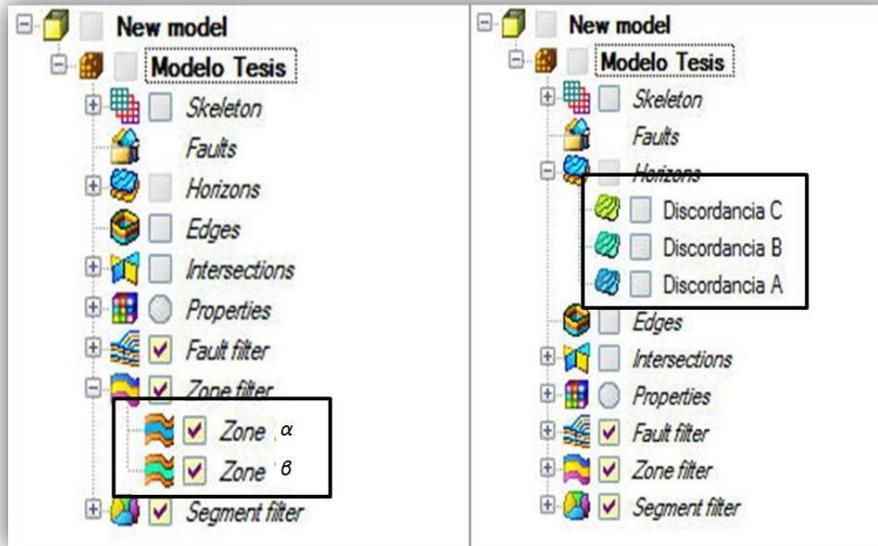 New model
Modelo Tesis
Skeleton
Faults
Horizons
Edges
Intersections
Properties
Fault filter
Zone filter
Zone α
Zone β
Segment filter
New model
Modelo Tesis
Skeleton
Faults
Horizons
Discordancia C
Discordancia B
Discordancia A
Edges
Intersections
Properties
Fault filter
Zone filter
Segment filter